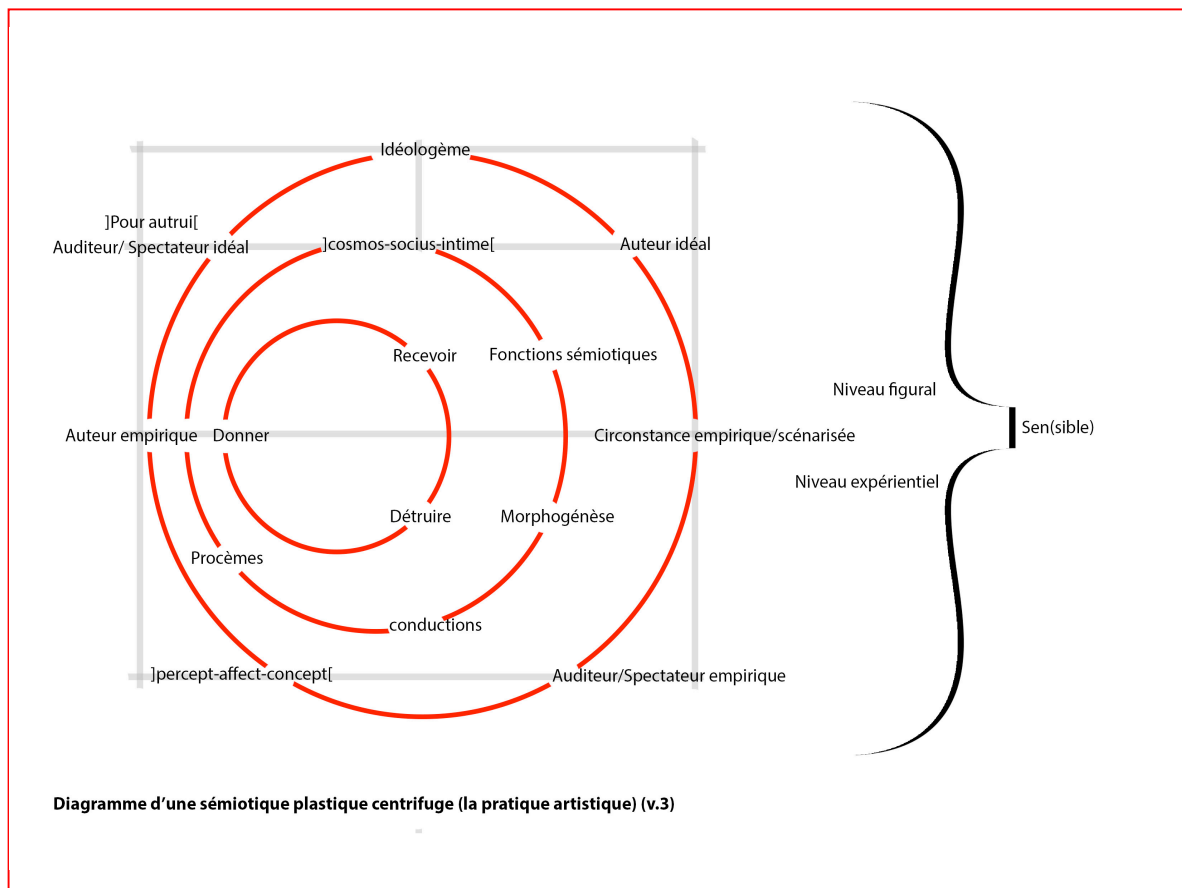 Idéologème
]Pour autrui[
Auditeur/ Spectateur idéal
]cosmos-socius-intime[
Auteur idéal
Recevoir
Fonctions sémiotiques
Niveau figural
Auteur empirique
Donner
Circonstance empirique/scénarisée
Sen(sible)
Niveau expérientiel
Détruire
Morphogénèse
Procèmes
conductions
]percept-affect-concept[
Auditeur/Spectateur empirique
Diagramme d’une sémiotique plastique centrifuge (la pratique artistique) (v.3)